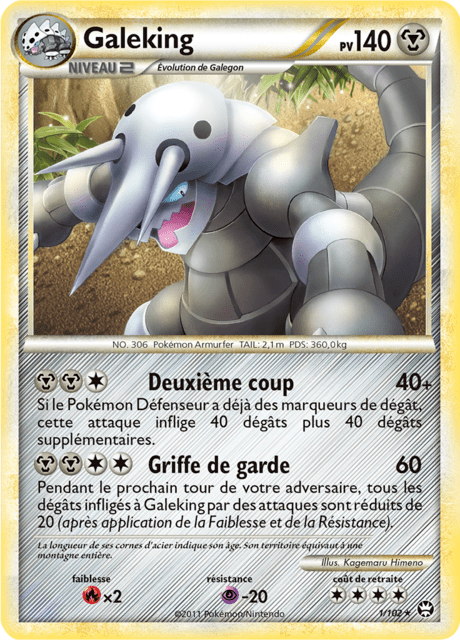 Galeking
PV140
NIVEAU 2
Évolution de Galegon
NO. 306 Pokémon Armurfer TAIL: 2,1m PDS: 360,0kg
Deuxième coup 40+
Si le Pokémon Défenseur a déjà des marqueurs de dégât,
cette attaque inflige 40 dégâts plus 40 dégâts
supplémentaires.
Griffe de garde 60
Pendant le prochain tour de votre adversaire, tous les
dégâts infligés à Galeking par des attaques sont réduits de
20 (après application de la Faiblesse et de la Résistance).
La longueur de ses cornes d'acier indique son âge. Son territoire équivaut à une
montagne entière.
Illus. Kagemaru Himeno
faiblesse résistance coût de retraite
×2 -20
©2011 Pokémon/Nintendo
1/102★